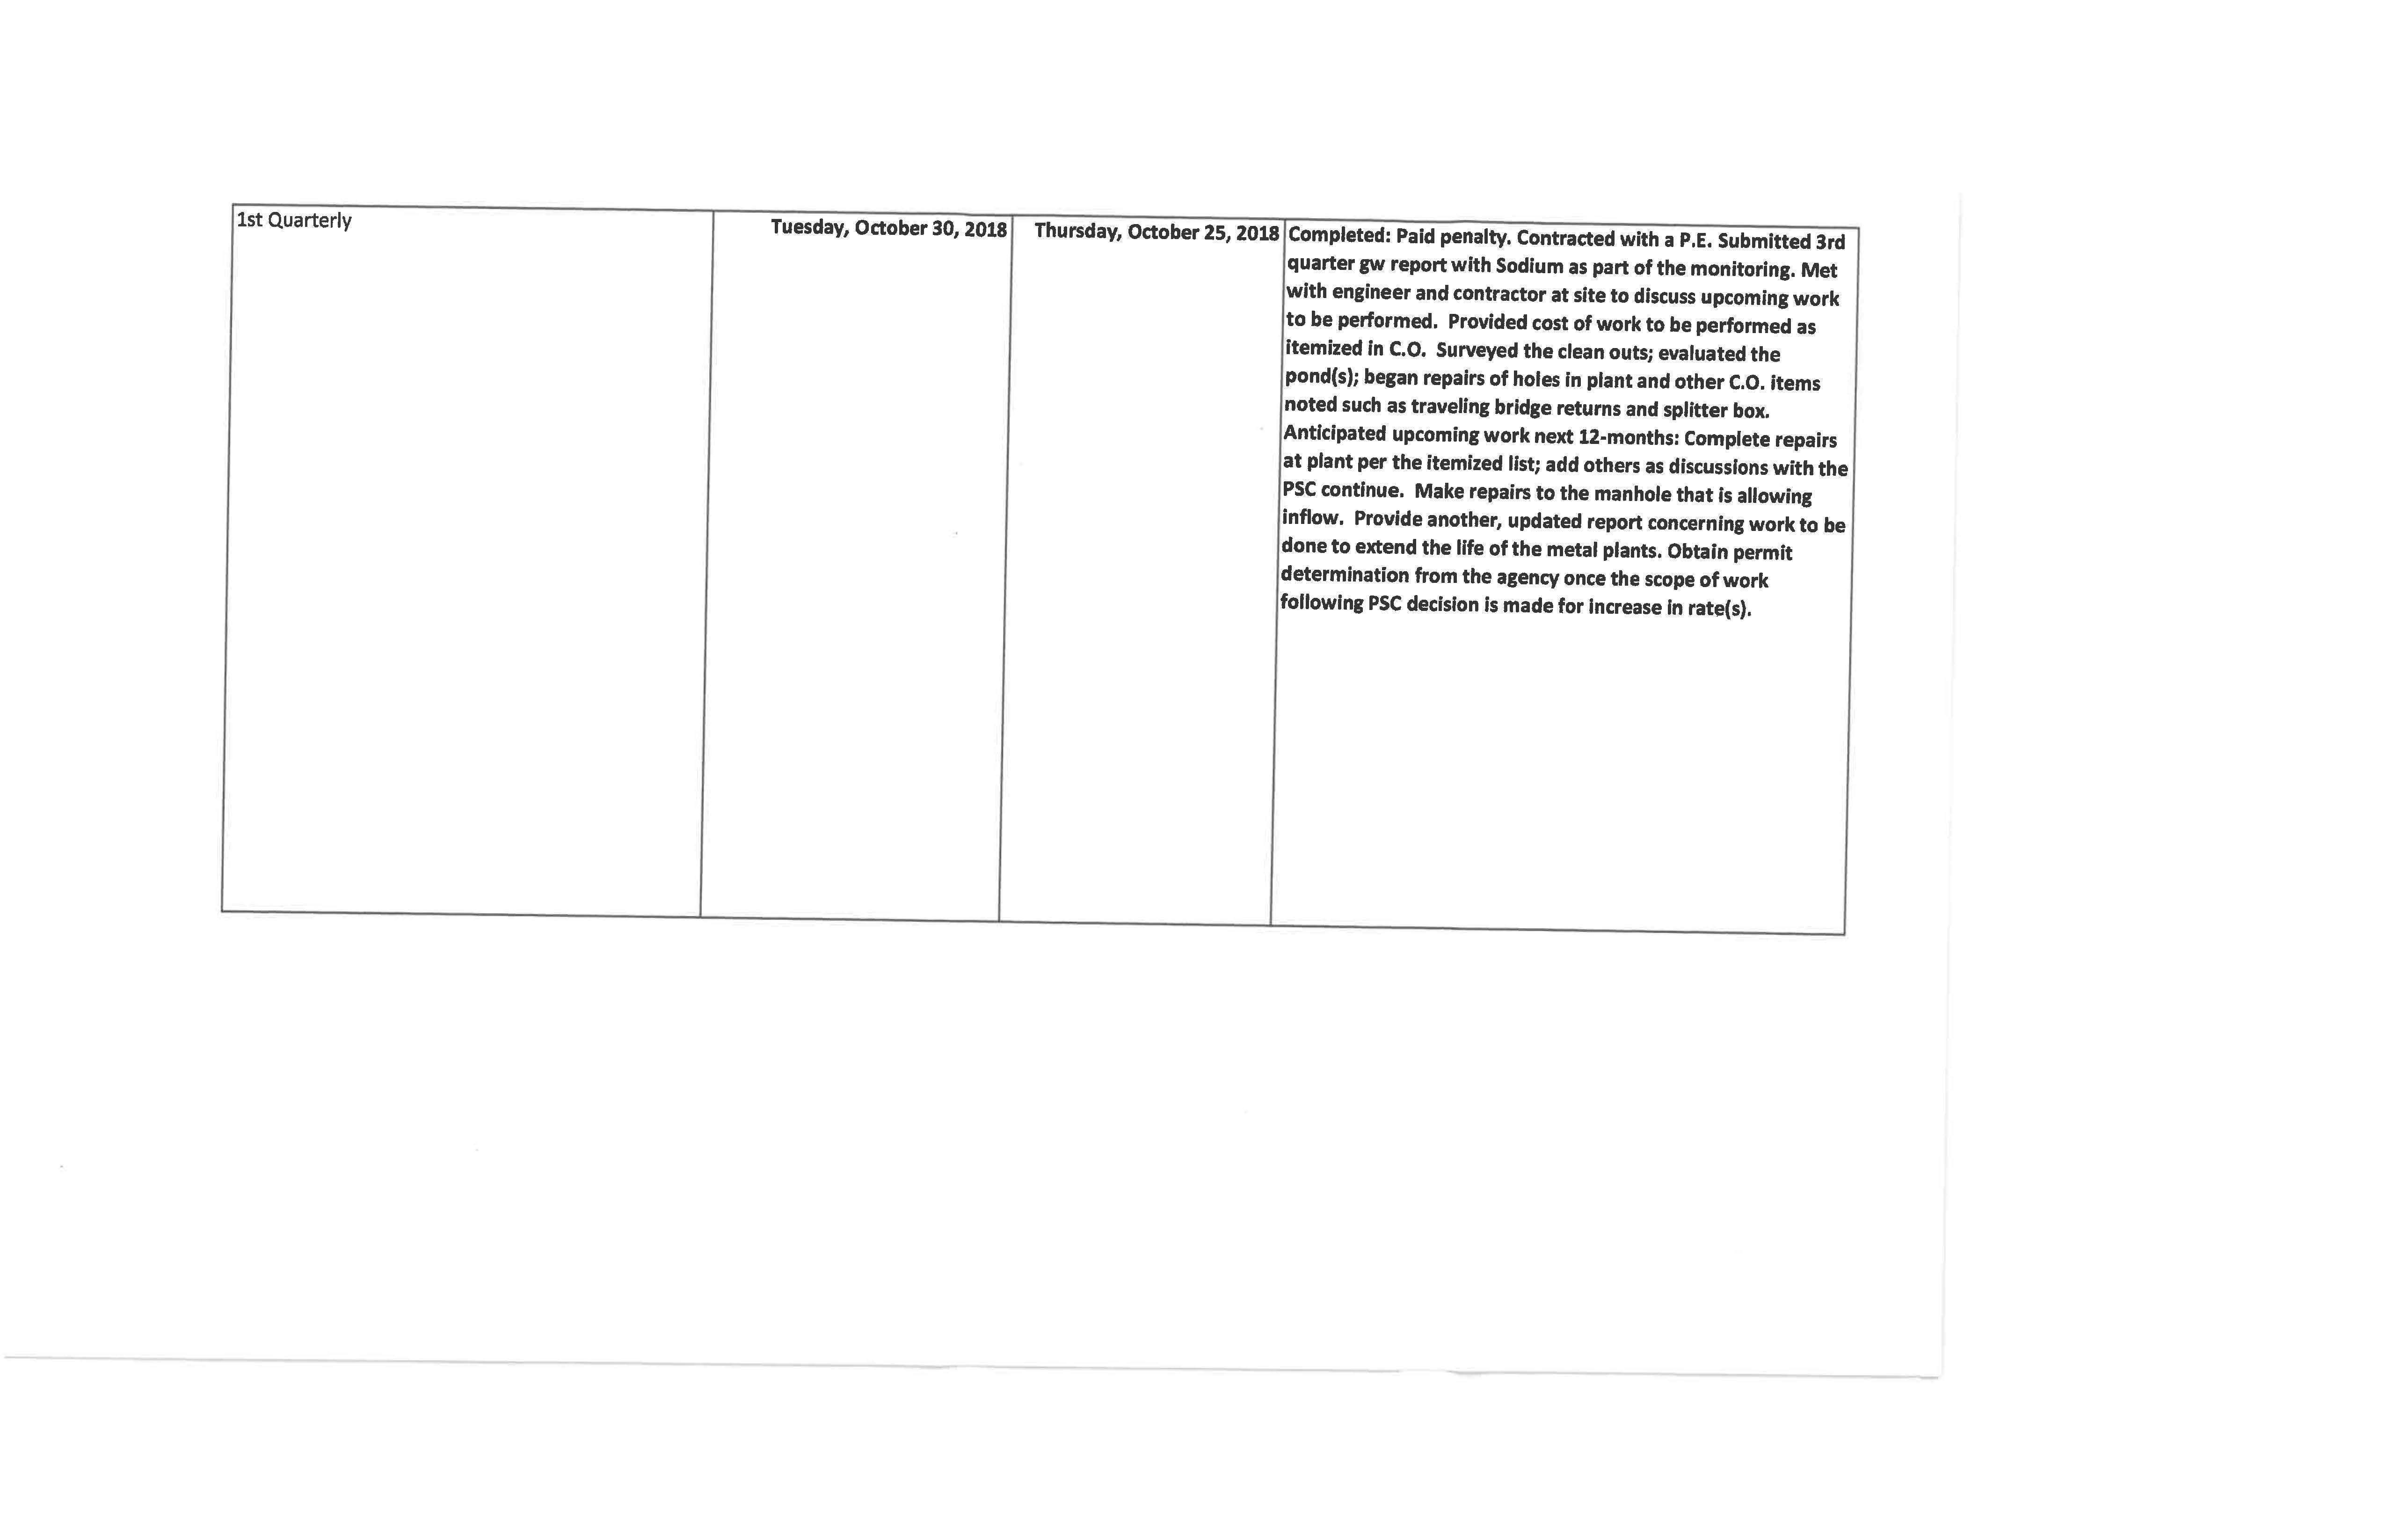 1st Quarterly
Tuesday, October 30, 2018
Thursday, October 25, 2018
Completed: Paid penalty. Contracted with a P.E. Submitted 3rd
quarter gw report with Sodium as part of the monitoring. Met
with engineer and contractor at site to discuss upcoming work
to be performed.  Provided cost of work to be performed as
itemized in C.O.  Surveyed the clean outs; evaluated the
pond(s); began repairs of holes in plant and other C.O. items
noted such as traveling bridge returns and splitter box.
Anticipated upcoming work next 12-months: Complete repairs
at plant per the itemized list; add others as discussions with the
PSC continue.  Make repairs to the manhole that is allowing
inflow.  Provide another, updated report concerning work to be
done to extend the life of the metal plants. Obtain permit
determination from the agency once the scope of work
following PSC decision is made for increase in rate(s).